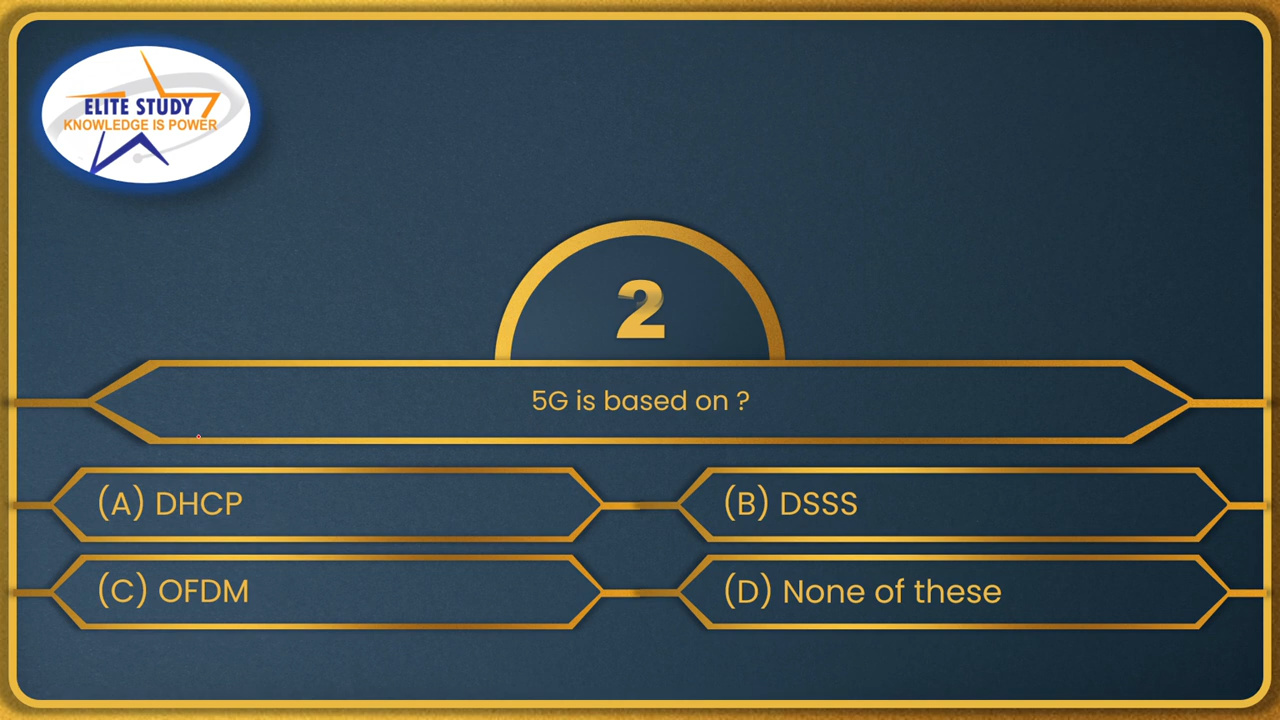 ELITE STUDY
KNOWLEDGE IS POWER
2
5G is based on ?
(A) DHCP
(B) DSSS
(C) OFDM
(D) None of these